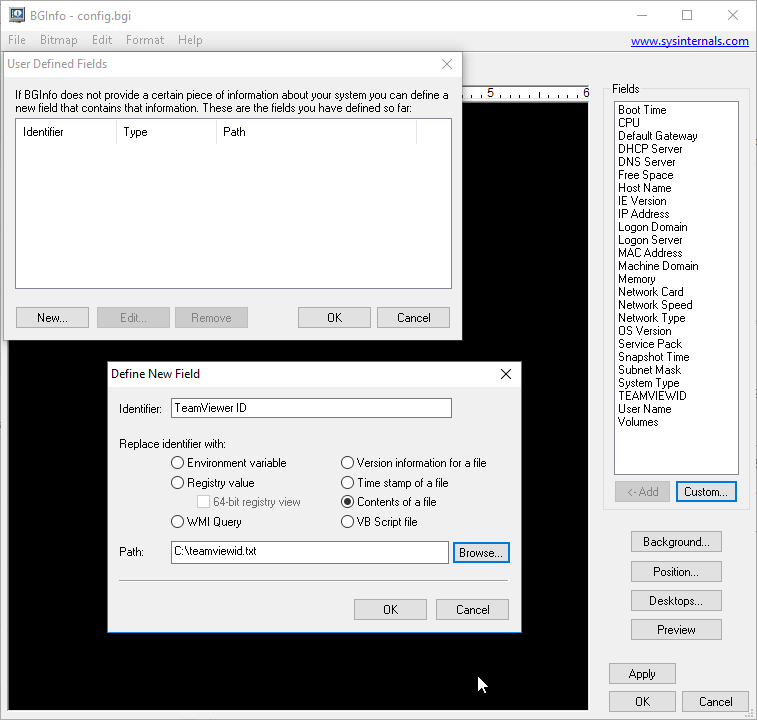 BGInfo - config.bgi
File Bitmap Edit Format Help
www.sysinternals.com
User Defined Fields
If BGInfo does not provide a certain piece of information about your system you can define a
new field that contains that information. These are the fields you have defined so far:
Identifier Type Path
New... Edit... Remove OK Cancel
5 6
Define New Field
Identifier: TeamViewer ID
Replace identifier with:
Environment variable Version information for a file
Registry value Time stamp of a file
64-bit registry view Contents of a file
WMI Query VB Script file
Path: C:\teamviewid.txt Browse...
OK Cancel
Fields
Boot Time
CPU
Default Gateway
DHCP Server
DNS Server
Free Space
Host Name
IE Version
IP Address
Logon Domain
Logon Server
MAC Address
Machine Domain
Memory
Network Card
Network Speed
Network Type
OS Version
Service Pack
Snapshot Time
Subnet Mask
System Type
TEAMVIEWID
User Name
Volumes
<- Add Custom...
Background...
Position...
Desktops...
Preview
Apply
OK Cancel